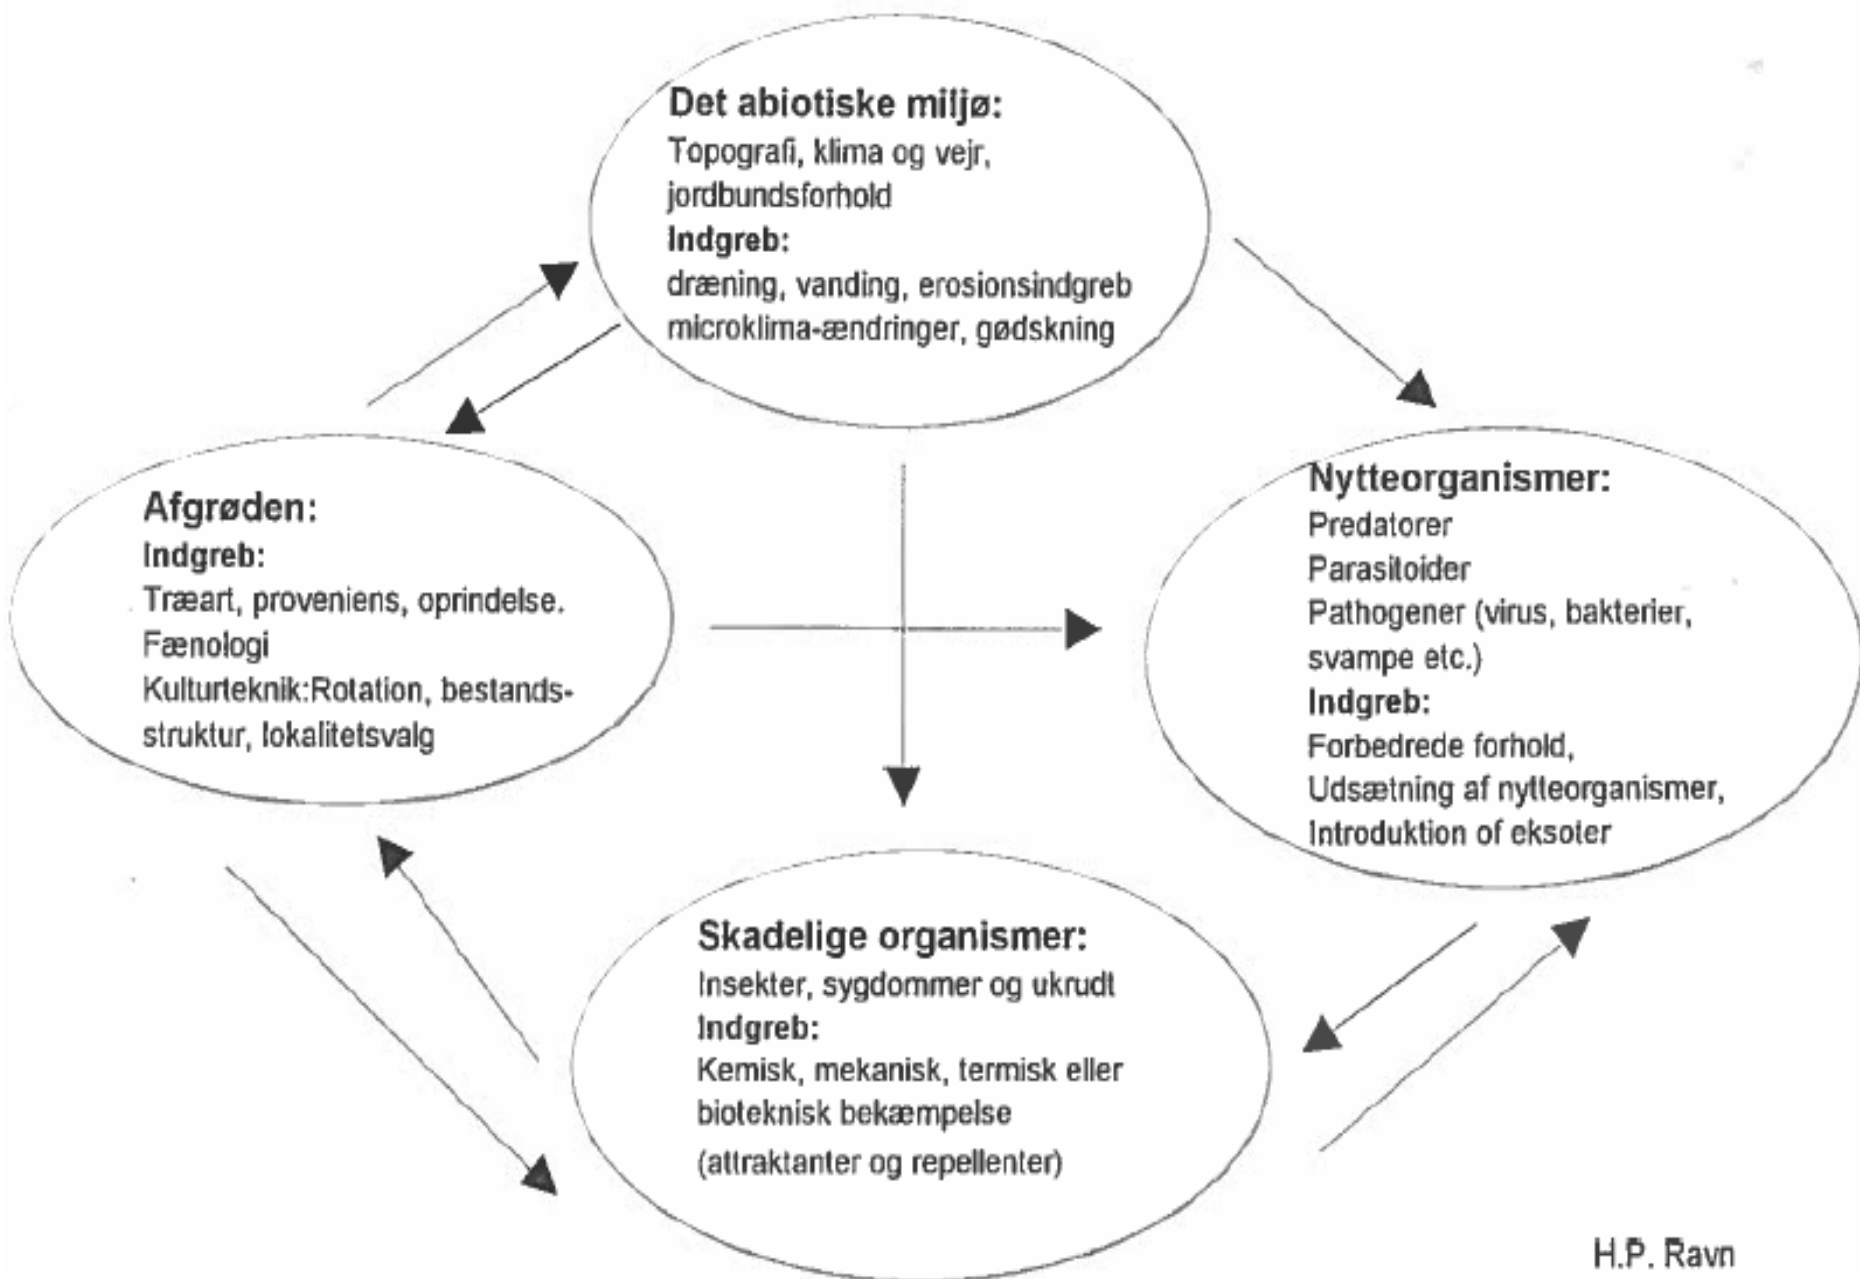 Det abiotiske miljø:
Topografi, klima og vejr,
jordbundsforhold
Indgreb:
dræning, vanding, erosionsindgreb
microklima-ændringer, gødskning
Afgrøden:
Indgreb:
Træart, proveniens, oprindelse.
Fænologi
Kulturteknik:Rotation, bestands-
struktur, lokalitetsvalg
Nytteorganismer:
Predatorer
Parasitoider
Pathogener (virus, bakterier,
svampe etc.)
Indgreb:
Forbedrede forhold,
Udsætning af nytteorganismer,
Introduktion of eksoter
Skadelige organismer:
Insekter, sygdommer og ukrudt
Indgreb:
Kemisk, mekanisk, termisk eller
bioteknisk bekæmpelse
(attraktanter og repellenter)
H.P. Ravn